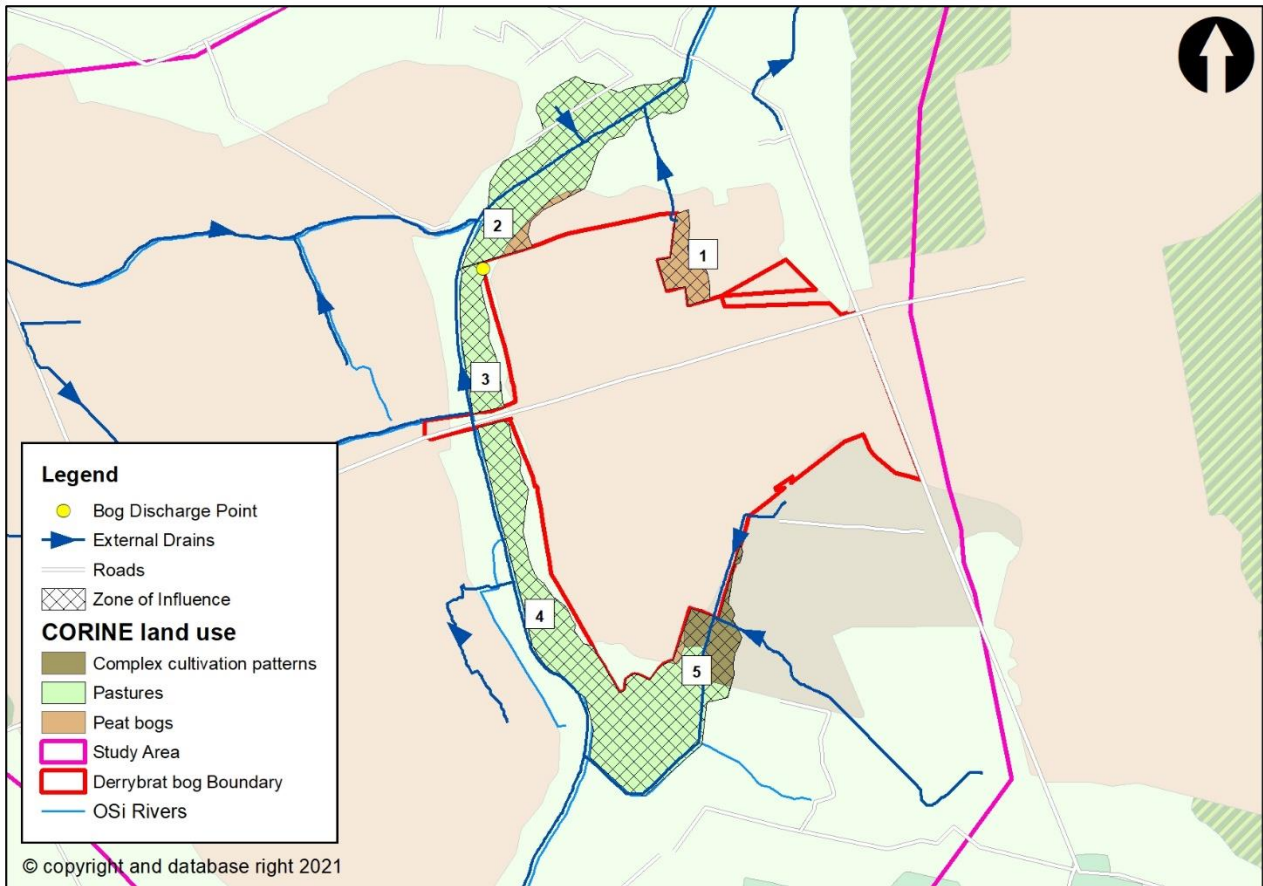 2
1
3
4
5
Legend
Bog Discharge Point
External Drains
Roads
Zone of Influence
CORINE land use
Complex cultivation patterns
Pastures
Peat bogs
Study Area
Derrybrat bog Boundary
OSi Rivers
© copyright and database right 2021